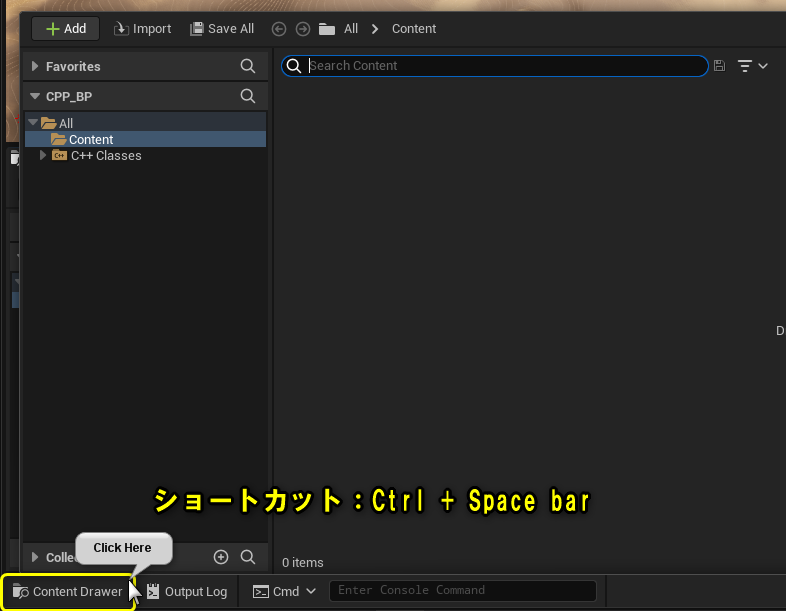 Add Import Save All All Content
Favorites
Search Content
CPP_BP
All
Content
C++ C++ Classes
D
ショートカット：Ctrl + Space bar
Click Here
Colle
0 items
Content Drawer Output Log Cmd Enter Console Command